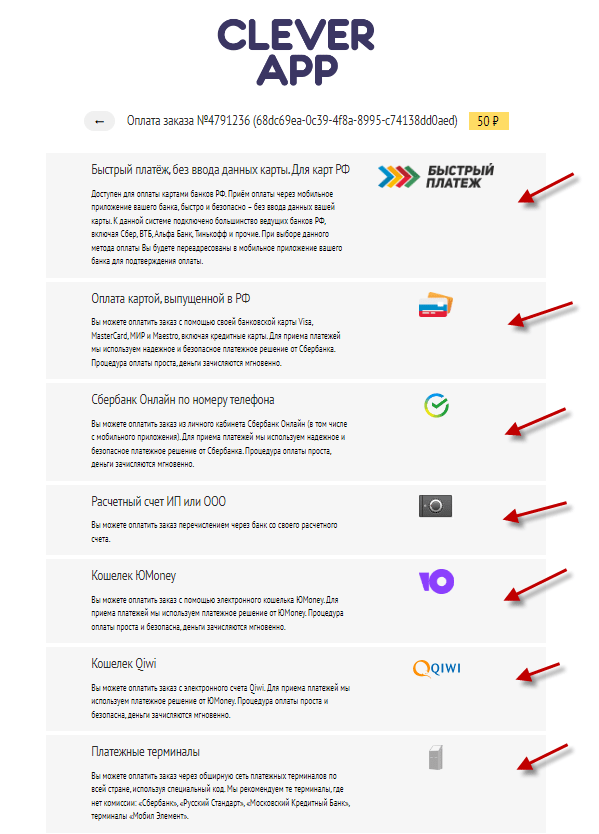 CLEVER
APP
←
Оплата заказа №4791236 (68dc69ea-0c39-4f8a-8995-c74138dd0aed)
50 ₽
Быстрый платёж, без ввода данных карты. Для карт РФ
БЫСТРЫЙ
ПЛАТЕЖ
Доступен для оплаты картами банков РФ. Приём оплаты через мобильное
приложение вашего банка, быстро и безопасно – без ввода данных вашей
карты. К данной системе подключено большинство ведущих банков РФ,
включая Сбер, ВТБ, Альфа Банк, Тинькофф и прочие. При выборе данного
метода оплаты Вы будете переадресованы в мобильное приложение вашего
банка для подтверждения оплаты.
Оплата картой, выпущенной в РФ
Вы можете оплатить заказ с помощью своей банковской карты Visa,
MasterCard, МИР и Maestro, включая кредитные карты. Для приема платежей
мы используем надежное и безопасное платежное решение от Сбербанка.
Процедура оплаты проста, деньги зачисляются мгновенно.
Сбербанк Онлайн по номеру телефона
Вы можете оплатить заказ из личного кабинета Сбербанк Онлайн (в том числе
с мобильного приложения). Для приема платежей мы используем надежное и
безопасное платежное решение от Сбербанка. Процедура оплаты проста,
деньги зачисляются мгновенно.
Расчетный счет ИП или ООО
Вы можете оплатить заказ перечислением через банк со своего расчетного
счета.
Кошелек ЮMoney
Вы можете оплатить заказ с помощью электронного кошелька ЮMoney. Для
приема платежей мы используем платежное решение от ЮMoney. Процедура
оплаты проста и безопасна, деньги зачисляются мгновенно.
Кошелек Qiwi
QIWI
Вы можете оплатить заказ с электронного счета Qiwi. Для приема платежей мы
используем платежное решение от ЮMoney. Процедура оплаты проста и
безопасна, деньги зачисляются мгновенно.
Платежные терминалы
Вы можете оплатить заказ через обширную сеть платежных терминалов по
всей стране, используя специальный код. Мы рекомендуем те терминалы, где
нет комиссии: «Сбербанк», «Русский Стандарт», «Московский Кредитный Банк»,
терминалы «Мобил Элемент».